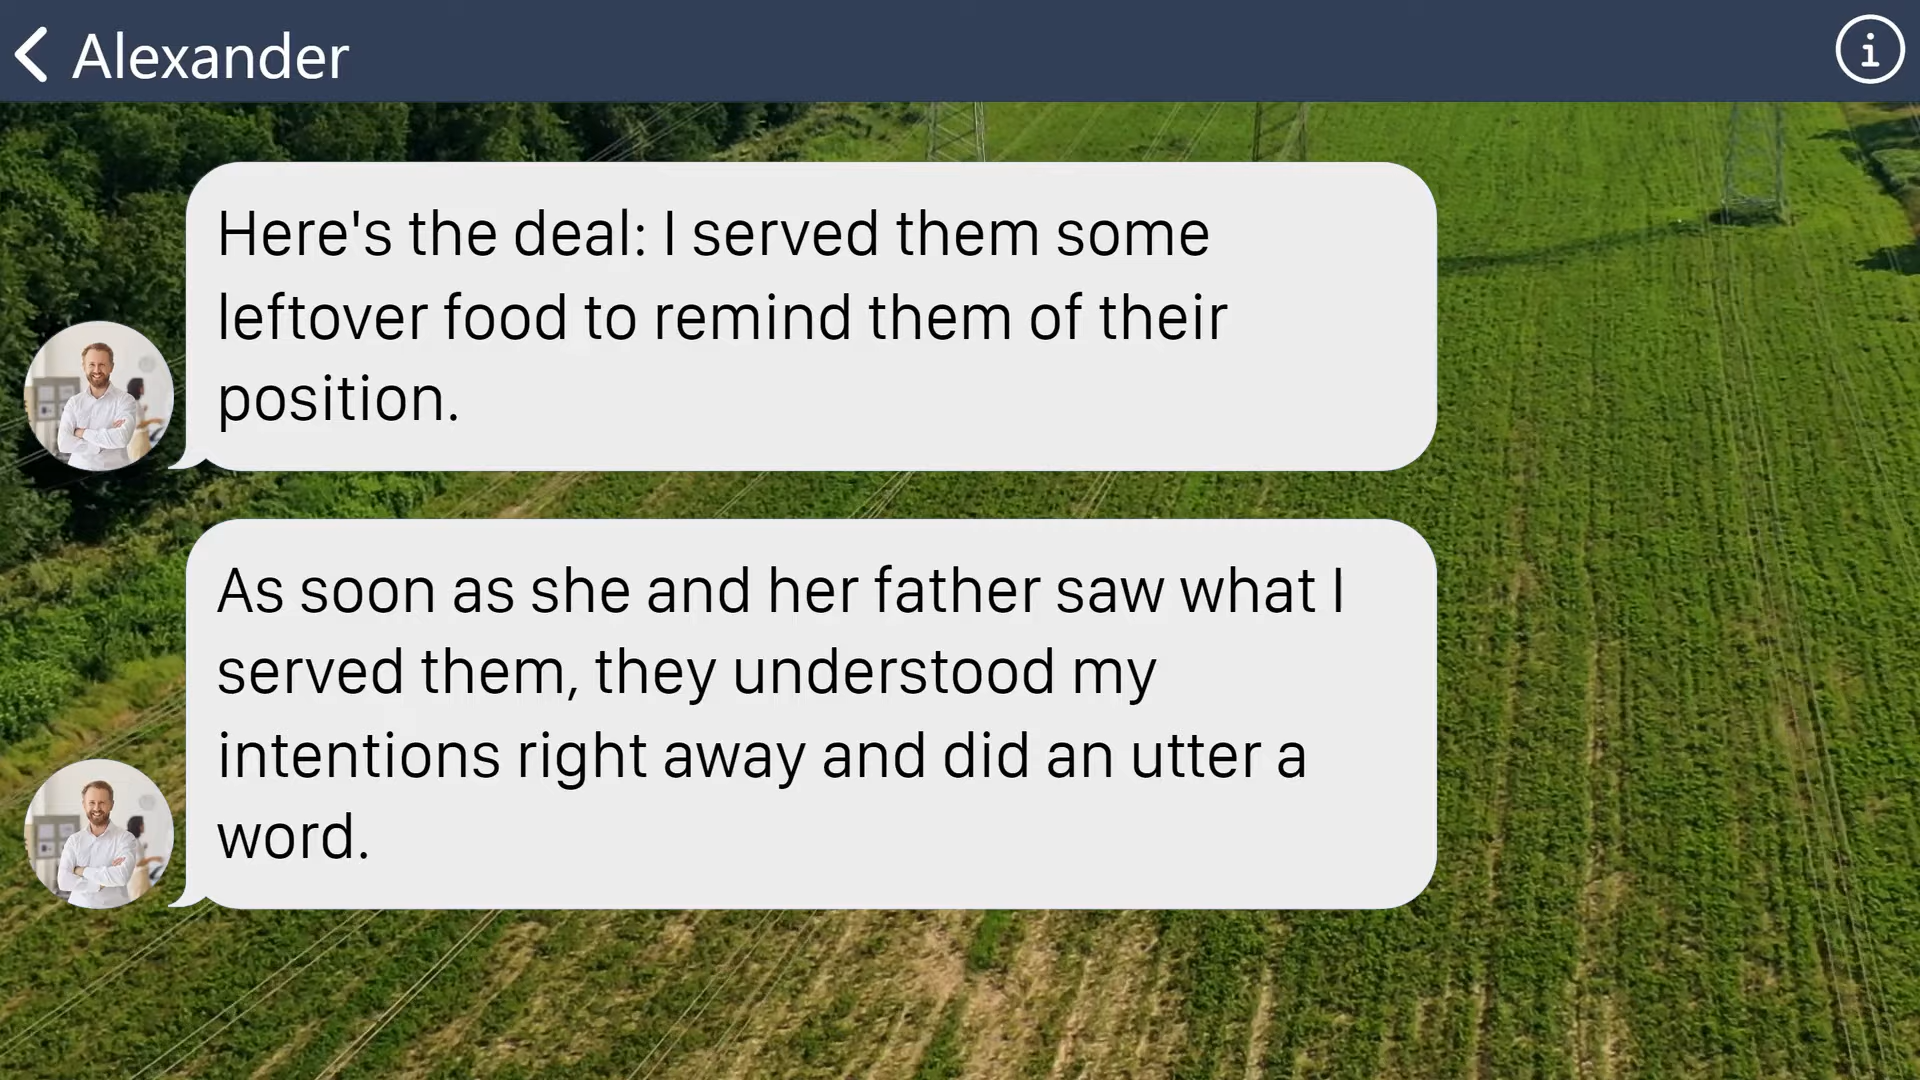 Alexander
Here's the deal: I served them some
leftover food to remind them of their
position.
As soon as she and her father saw what I
served them, they understood my
intentions right away and did an utter a
word.